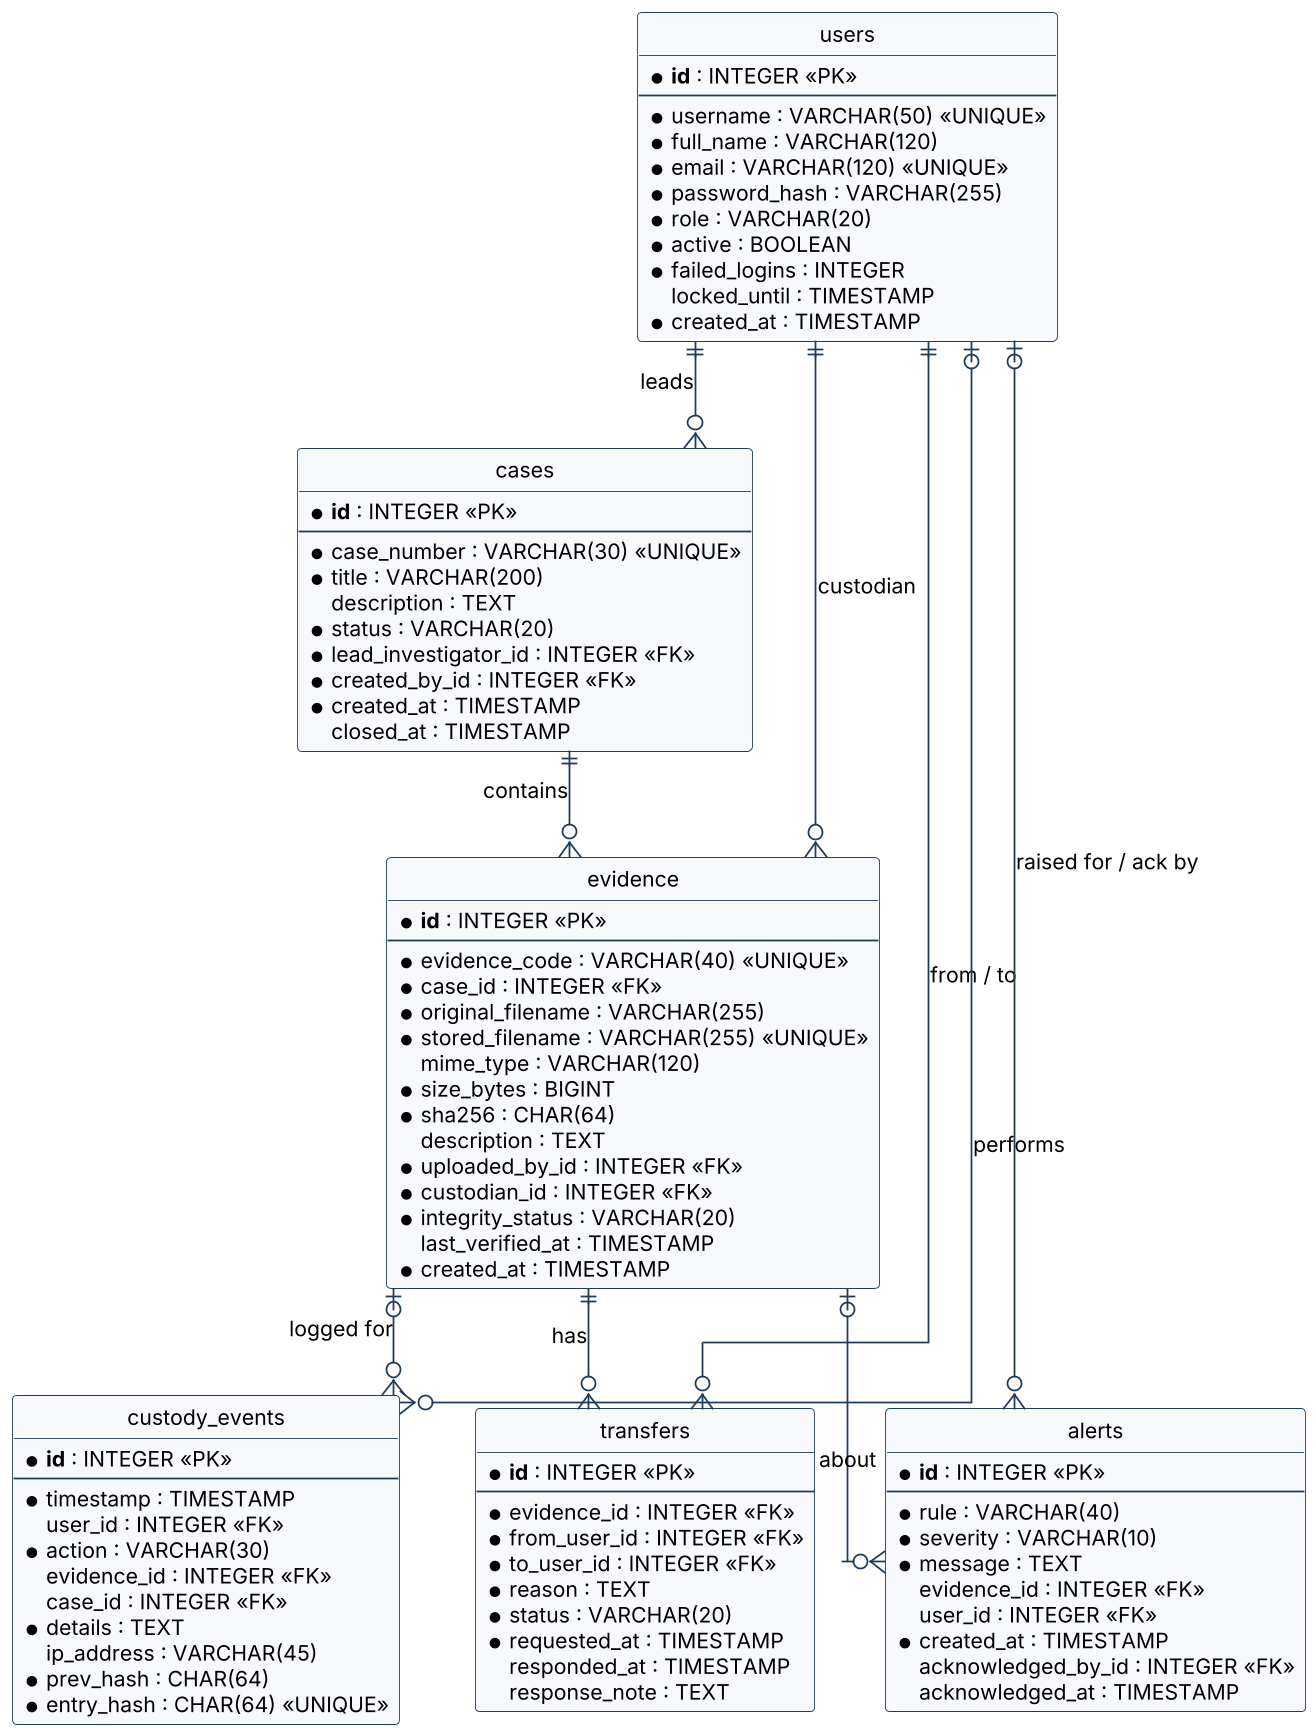 users
id : INTEGER «PK»
username : VARCHAR(50) «UNIQUE»
full_name : VARCHAR(120)
email : VARCHAR(120) «UNIQUE»
password_hash : VARCHAR(255)
role : VARCHAR(20)
active : BOOLEAN
failed_logins : INTEGER
locked_until : TIMESTAMP
created_at : TIMESTAMP
leads
cases
id : INTEGER «PK»
case_number : VARCHAR(30) «UNIQUE»
title : VARCHAR(200)
description : TEXT
status : VARCHAR(20)
lead_investigator_id : INTEGER «FK»
created_by_id : INTEGER «FK»
created_at : TIMESTAMP
closed_at : TIMESTAMP
custodian
contains
raised for / ack by
evidence
id : INTEGER «PK»
evidence_code : VARCHAR(40) «UNIQUE»
case_id : INTEGER «FK»
original_filename : VARCHAR(255)
stored_filename : VARCHAR(255) «UNIQUE»
mime_type : VARCHAR(120)
size_bytes : BIGINT
sha256 : CHAR(64)
description : TEXT
uploaded_by_id : INTEGER «FK»
custodian_id : INTEGER «FK»
integrity_status : VARCHAR(20)
last_verified_at : TIMESTAMP
created_at : TIMESTAMP
from / to
performs
logged for
has
about
custody_events
id : INTEGER «PK»
timestamp : TIMESTAMP
user_id : INTEGER «FK»
action : VARCHAR(30)
evidence_id : INTEGER «FK»
case_id : INTEGER «FK»
details : TEXT
ip_address : VARCHAR(45)
prev_hash : CHAR(64)
entry_hash : CHAR(64) «UNIQUE»
transfers
id : INTEGER «PK»
evidence_id : INTEGER «FK»
from_user_id : INTEGER «FK»
to_user_id : INTEGER «FK»
reason : TEXT
status : VARCHAR(20)
requested_at : TIMESTAMP
responded_at : TIMESTAMP
response_note : TEXT
alerts
id : INTEGER «PK»
rule : VARCHAR(40)
severity : VARCHAR(10)
message : TEXT
evidence_id : INTEGER «FK»
user_id : INTEGER «FK»
created_at : TIMESTAMP
acknowledged_by_id : INTEGER «FK»
acknowledged_at : TIMESTAMP